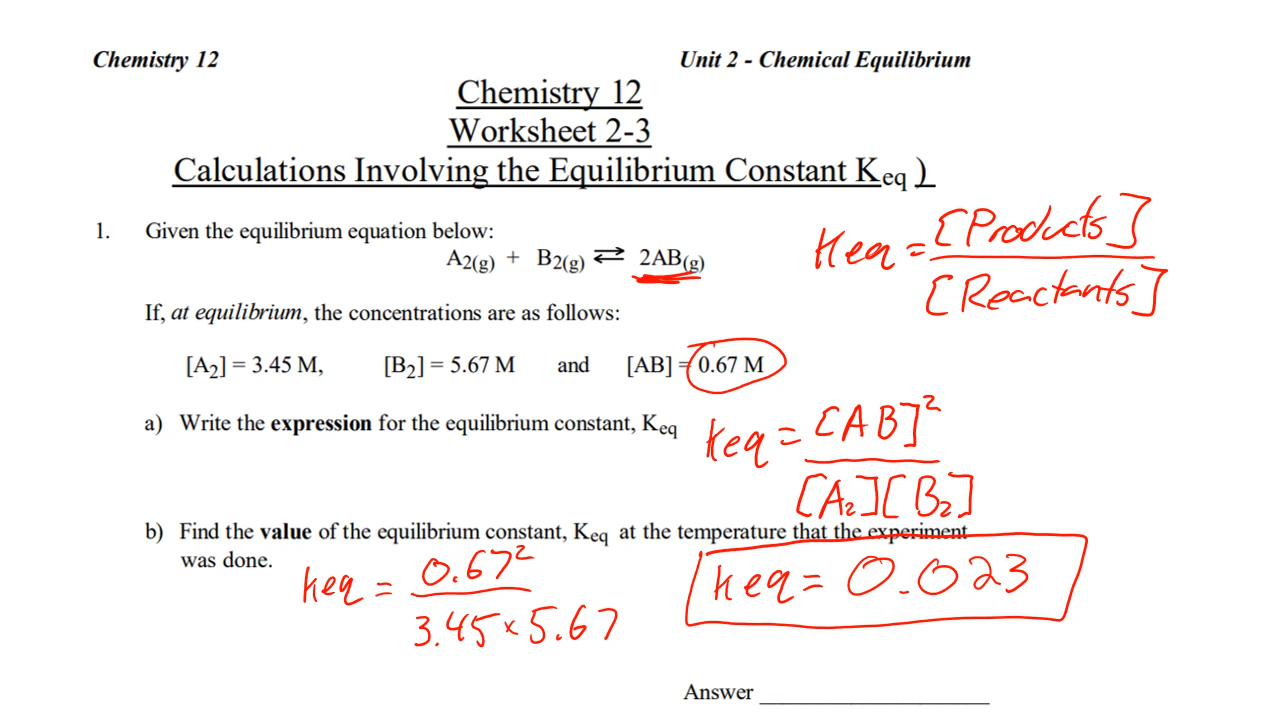 Chemistry 12 Unit 2 - Chemical Equilibrium
Chemistry 12
Worksheet 2-3
Calculations Involving the Equilibrium Constant Keq )
1. Given the equilibrium equation below:
A2(g) + B2(g) ⇌ 2AB(g)
Keq = [Products] / [Reactants]
If, at equilibrium, the concentrations are as follows:
[A2] = 3.45 M, [B2] = 5.67 M and [AB] = 0.67 M
a) Write the expression for the equilibrium constant, Keq
Keq = [AB]² / [A2][B2]
b) Find the value of the equilibrium constant, Keq at the temperature that the experiment
was done.
Keq = 0.67² / 3.45 × 5.67
Keq = 0.023
Answer ____________________